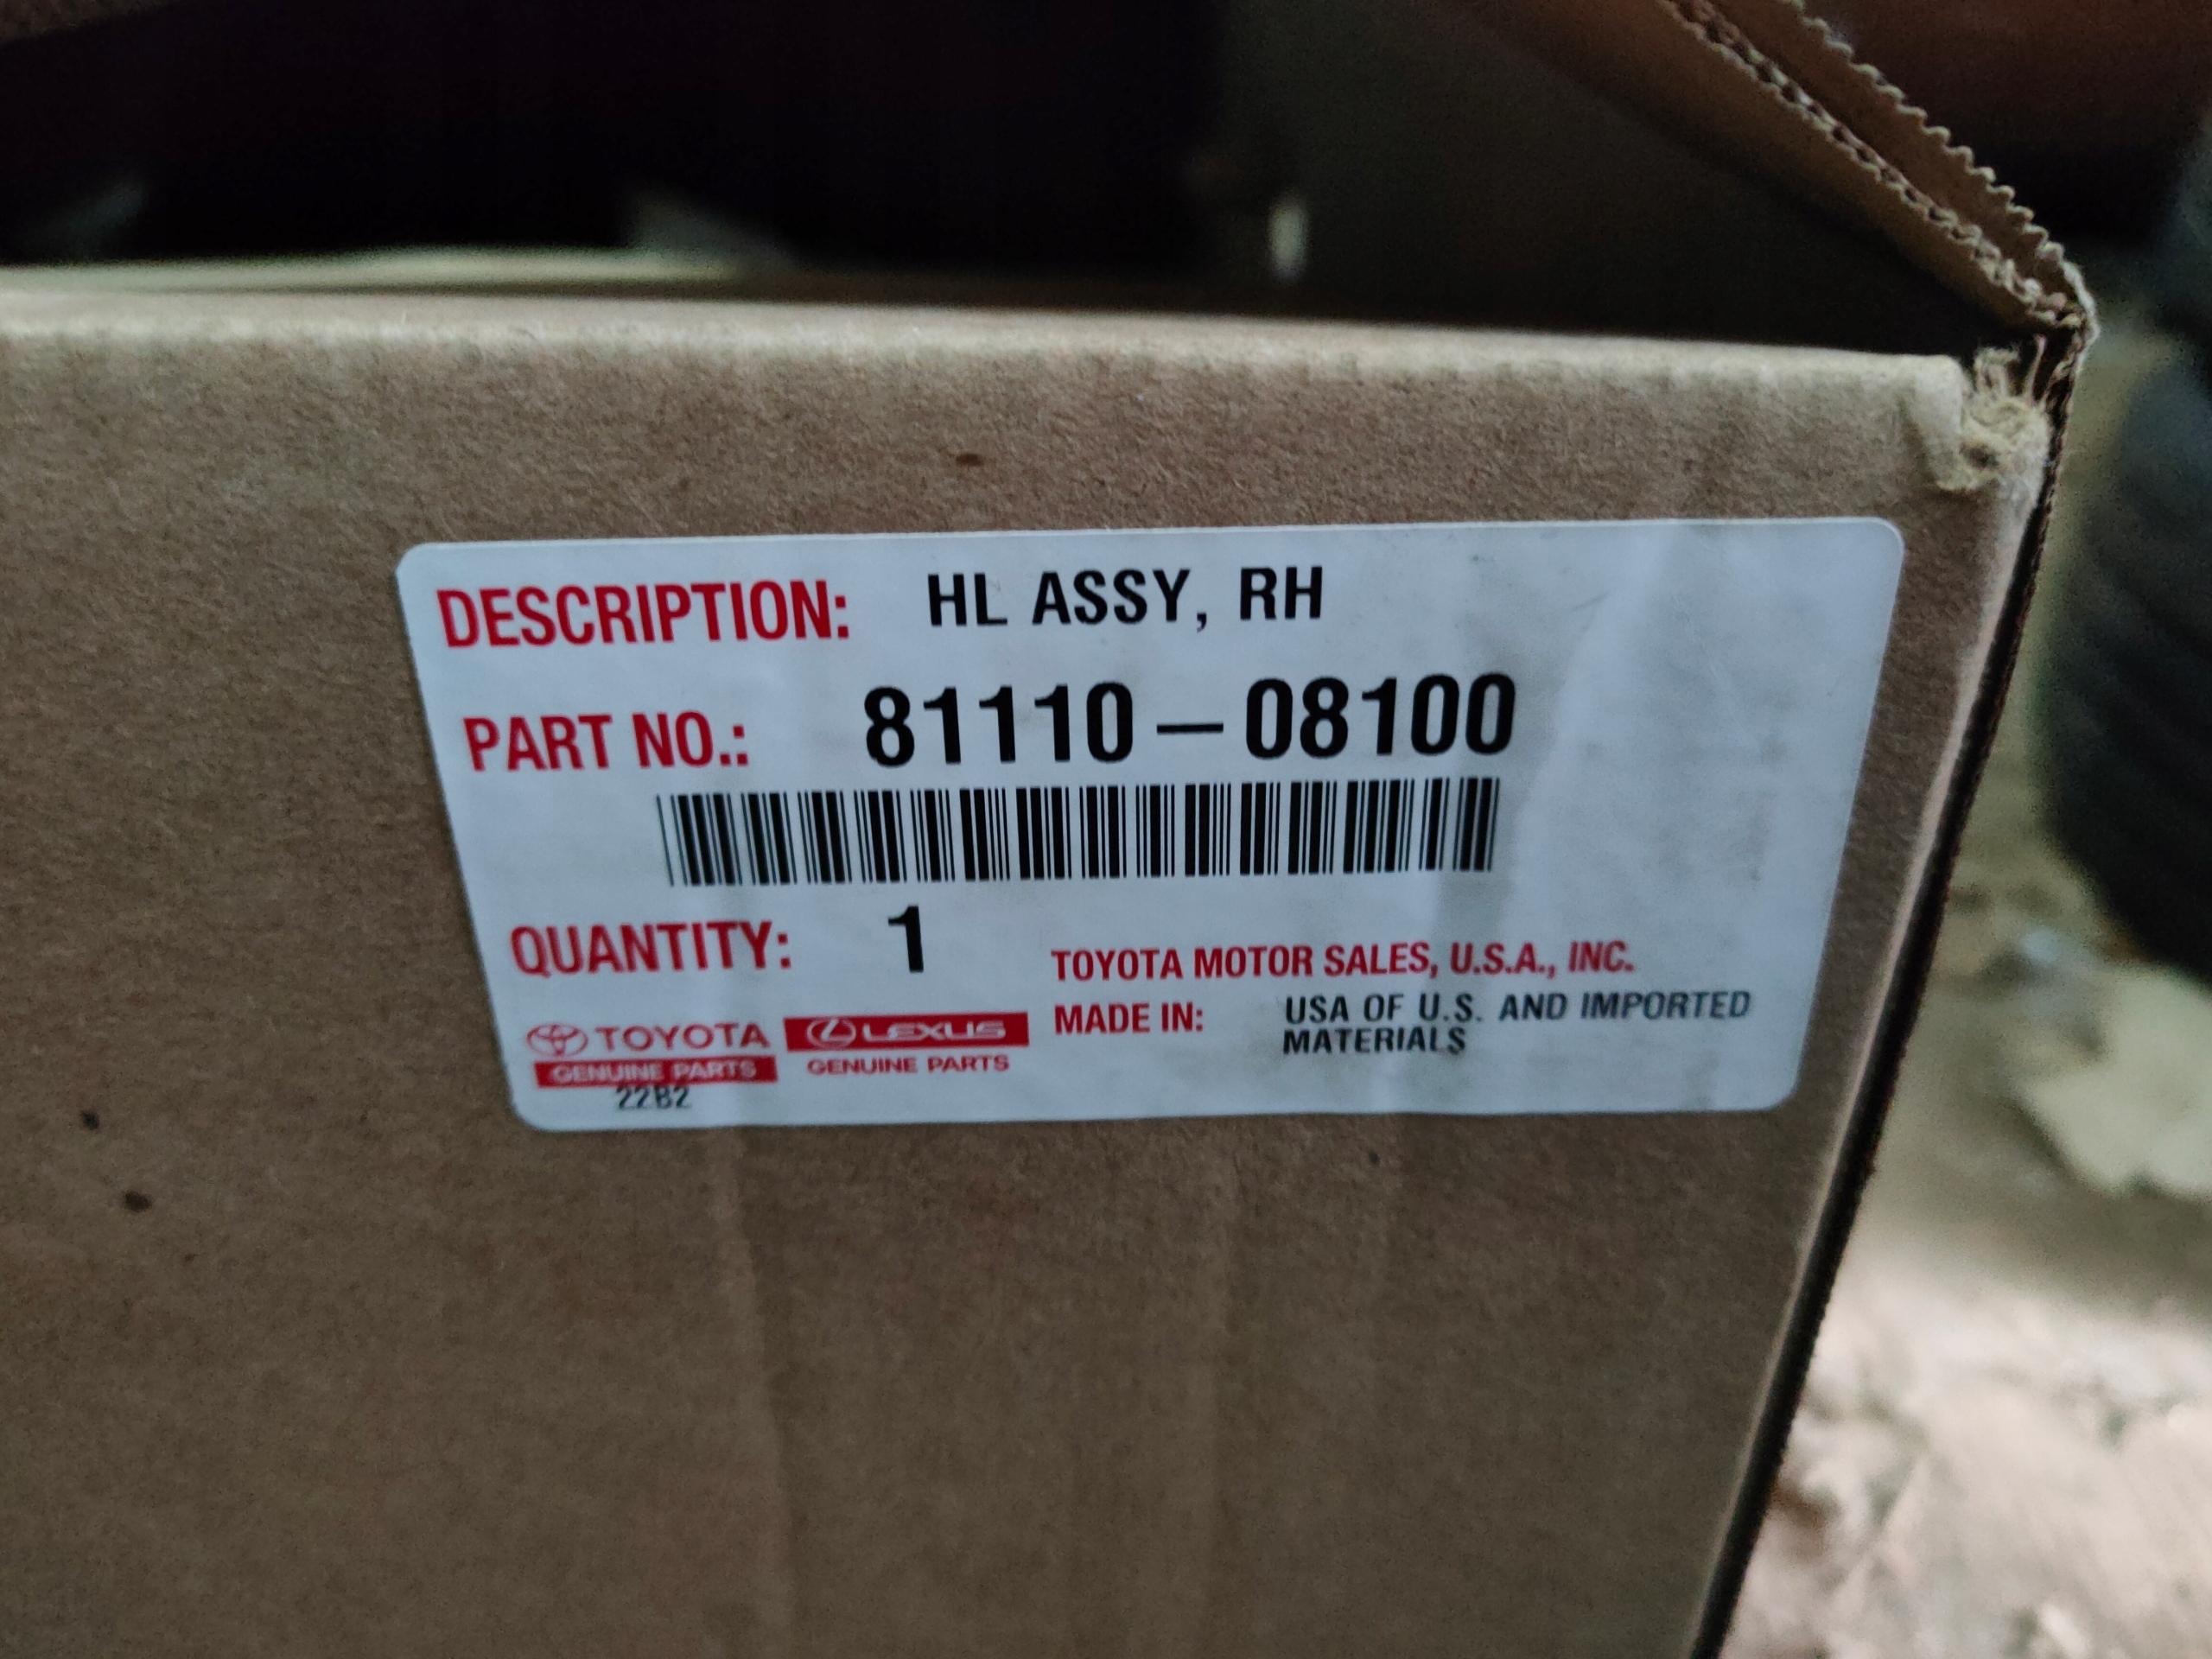 DESCRIPTION: HL ASSY, RH
PART NO.: 81110-08100
QUANTITY: 1
TOYOTA MOTOR SALES, U.S.A., INC.
MADE IN: USA OF U.S. AND IMPORTED
MATERIALS
TOYOTA LEXUS
GENUINE PARTS GENUINE PARTS
22B2